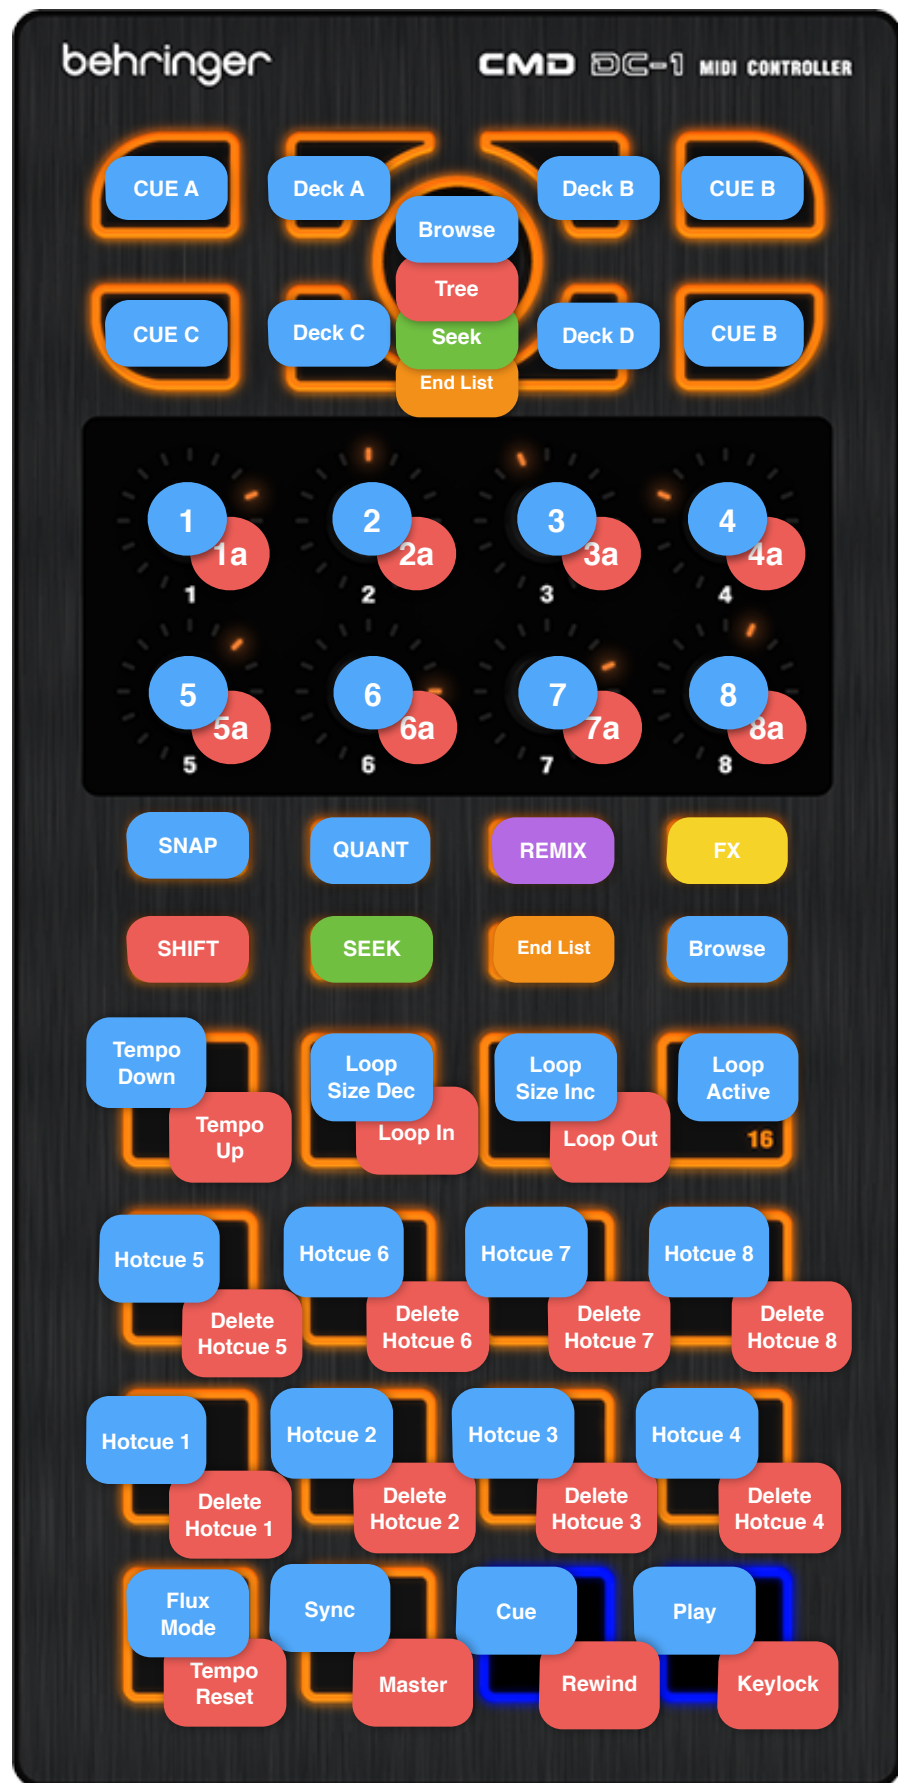 behringer
CMD DC-1 MIDI CONTROLLER
CUE A
Deck A
Deck B
CUE B
Browse
Tree
CUE C
Deck C
Seek
Deck D
CUE B
End List
1
1a
2
2a
3
3a
4
4a
1
2
3
4
5
5a
6
6a
7
7a
8
8a
5
6
7
8
SNAP
QUANT
REMIX
FX
SHIFT
SEEK
End List
Browse
Tempo
Down
Tempo
Up
Loop
Size Dec
Loop In
Loop
Size Inc
Loop Out
Loop
Active
16
Hotcue 5
Delete
Hotcue 5
Hotcue 6
Delete
Hotcue 6
Hotcue 7
Delete
Hotcue 7
Hotcue 8
Delete
Hotcue 8
Hotcue 1
Delete
Hotcue 1
Hotcue 2
Delete
Hotcue 2
Hotcue 3
Delete
Hotcue 3
Hotcue 4
Delete
Hotcue 4
Flux
Mode
Tempo
Reset
Sync
Master
Cue
Rewind
Play
Keylock